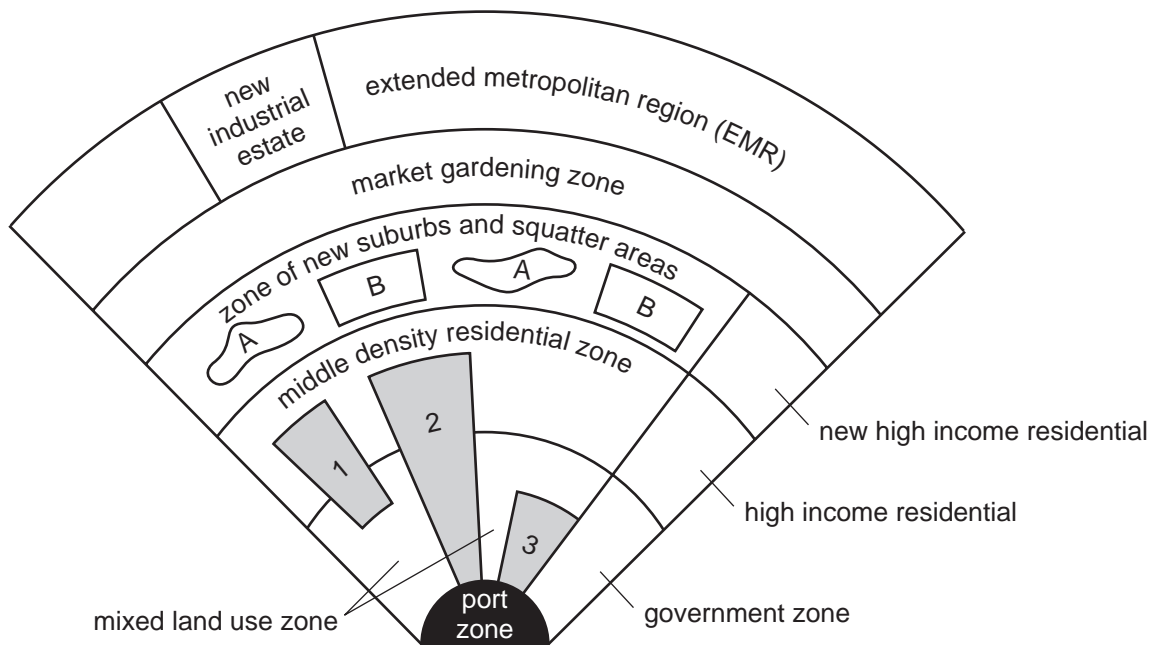 new
industrial
estate
extended metropolitan region (EMR)
market gardening zone
zone of new suburbs and squatter areas
A
B
A
B
middle density residential zone
1
2
3
new high income residential
high income residential
government zone
mixed land use zone
port
zone